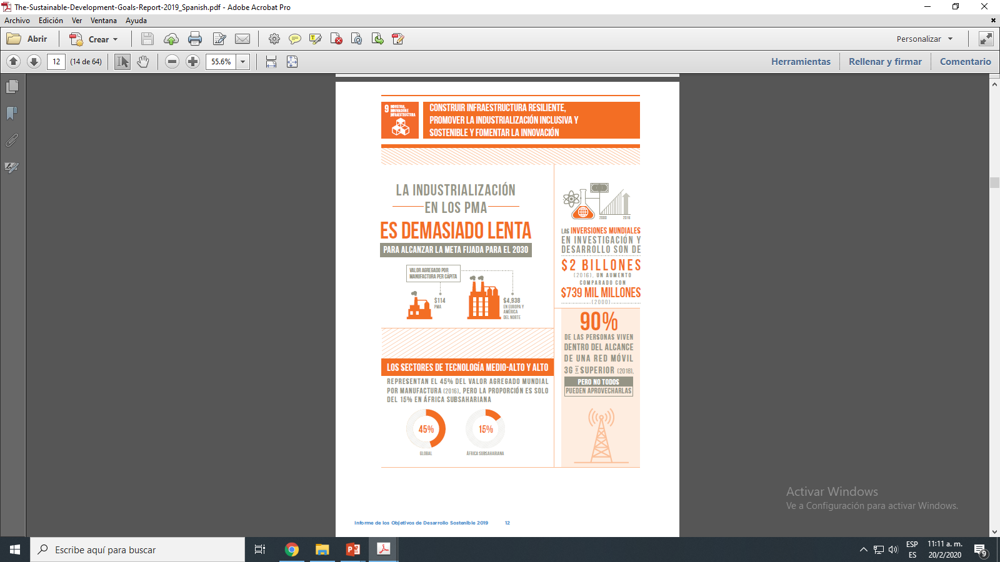 The-Sustainable-Development-Goals-Report-2019_Spanish.pdf - Adobe Acrobat Pro
Archivo Edición Ver Ventana Ayuda
Abrir Crear Personalizar
12 (14 de 64) 55.6% Herramientas Rellenar y firmar Comentario
9 INDUSTRIA,
INNOVACIÓN E
INFRAESTRUCTURA
CONSTRUIR INFRAESTRUCTURA RESILIENTE,
PROMOVER LA INDUSTRIALIZACIÓN INCLUSIVA Y
SOSTENIBLE Y FOMENTAR LA INNOVACIÓN
LA INDUSTRIALIZACIÓN
EN LOS PMA
ES DEMASIADO LENTA
PARA ALCANZAR LA META FIJADA PARA EL 2030
VALOR AGREGADO POR
MANUFACTURA PER CÁPITA
$114
PMA
$4,938
EN EUROPA Y
AMÉRICA
DEL NORTE
LOS SECTORES DE TECNOLOGÍA MEDIO-ALTO Y ALTO
REPRESENTAN EL 45% DEL VALOR AGREGADO MUNDIAL
POR MANUFACTURA (2016), PERO LA PROPORCIÓN ES SOLO
DEL 15% EN ÁFRICA SUBSAHARIANA
45%
GLOBAL
15%
ÁFRICA SUBSAHARIANA
2000 2016
LAS INVERSIONES MUNDIALES
EN INVESTIGACIÓN Y
DESARROLLO SON DE
$2 BILLONES
(2016), UN AUMENTO
COMPARADO CON
$739 MIL MILLONES
(2000)
90%
DE LAS PERSONAS VIVEN
DENTRO DEL ALCANCE
DE UNA RED MÓVIL
3G O SUPERIOR (2018),
PERO NO TODOS
PUEDEN APROVECHARLAS
Informe de los Objetivos de Desarrollo Sostenible 2019 12
Activar Windows
Ve a Configuración para activar Windows.
Escribe aquí para buscar
ESP
ES
11:11 a. m.
20/2/2020
9